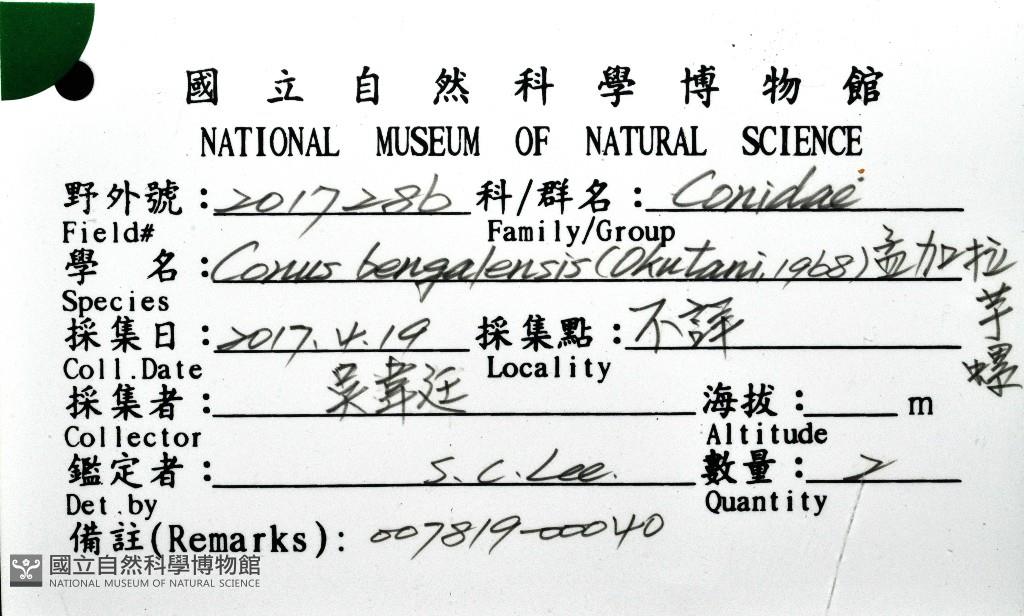 國立自然科學博物館
NATIONAL MUSEUM OF NATURAL SCIENCE
野外號：2017286 科/群名：Conidae
Field# Family/Group
學名：Conus bengalensis (Okutani, 1968) 孟加拉芋螺
Species
採集日：2017.4.19 採集點：不詳
Coll.Date Locality
採集者：吳韋廷 海拔：m
Collector Altitude
鑑定者：S.C.Lee. 數量：2
Det.by Quantity
備註(Remarks): 007819-00040
國立自然科學博物館
NATIONAL MUSEUM OF NATURAL SCIENCE